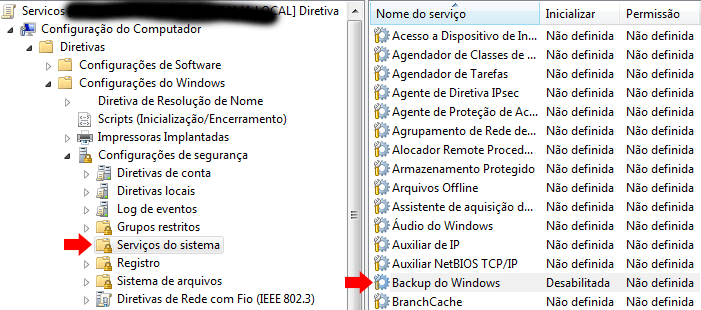 Servicos LOCAL] Diretiva
Configuração do Computador
Diretivas
Configurações de Software
Configurações do Windows
Diretiva de Resolução de Nome
Scripts (Inicialização/Encerramento)
Impressoras Implantadas
Configurações de segurança
Diretivas de conta
Diretivas locais
Log de eventos
Grupos restritos
Serviços do sistema
Registro
Sistema de arquivos
Diretivas de Rede com Fio (IEEE 802.3)
Nome do serviço Inicializar Permissão
Acesso a Dispositivo de In... Não definida Não definida
Agendador de Classes de ... Não definida Não definida
Agendador de Tarefas Não definida Não definida
Agente de Diretiva IPsec Não definida Não definida
Agente de Proteção de Ac... Não definida Não definida
Agrupamento de Rede de... Não definida Não definida
Alocador Remote Proced... Não definida Não definida
Armazenamento Protegido Não definida Não definida
Arquivos Offline Não definida Não definida
Assistente de aquisição d... Não definida Não definida
Áudio do Windows Não definida Não definida
Auxiliar de IP Não definida Não definida
Auxiliar NetBIOS TCP/IP Não definida Não definida
Backup do Windows Desabilitada Não definida
BranchCache Não definida Não definida